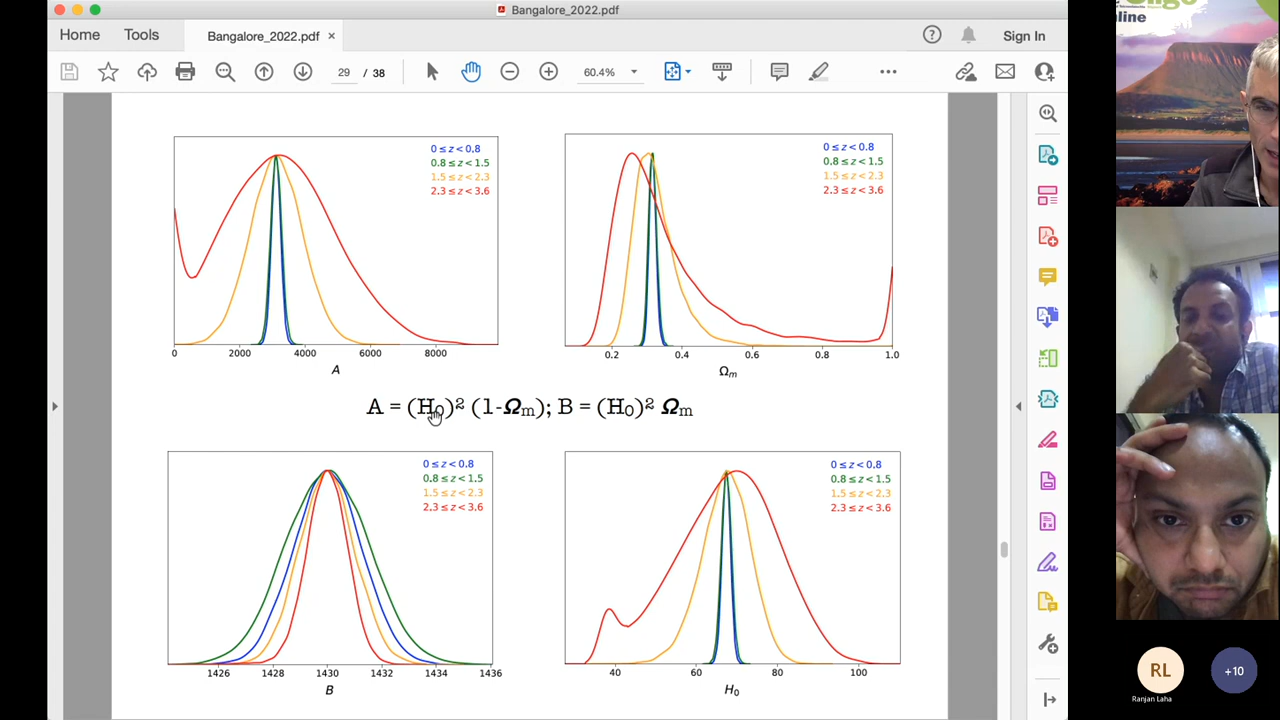 Bangalore_2022.pdf
Home
Tools
Bangalore_2022.pdf ×
Sign In
29 / 38
60.4%
0 ≤ z < 0.8
0.8 ≤ z < 1.5
1.5 ≤ z < 2.3
2.3 ≤ z < 3.6
0 2000 4000 6000 8000
A
0 ≤ z < 0.8
0.8 ≤ z < 1.5
1.5 ≤ z < 2.3
2.3 ≤ z < 3.6
0.2 0.4 0.6 0.8 1.0
Ωm
A = (H0)² (1-Ωm); B = (H0)² Ωm
0 ≤ z < 0.8
0.8 ≤ z < 1.5
1.5 ≤ z < 2.3
2.3 ≤ z < 3.6
1426 1428 1430 1432 1434 1436
B
0 ≤ z < 0.8
0.8 ≤ z < 1.5
1.5 ≤ z < 2.3
2.3 ≤ z < 3.6
40 60 80 100
H0
RL
Ranjan Laha
+10